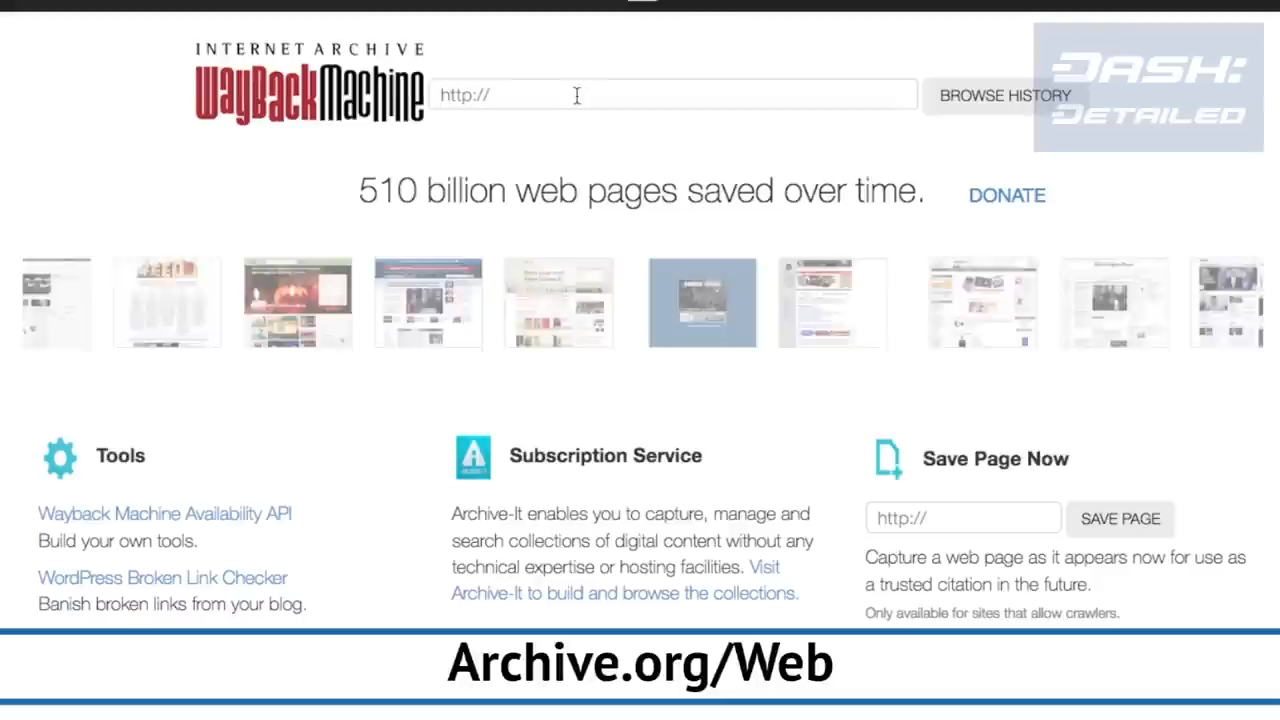 INTERNET ARCHIVE
WayBackMachine
http://
BROWSE HISTORY
DASH:
DETAILED
510 billion web pages saved over time.
DONATE
Tools
Wayback Machine Availability API
Build your own tools.
WordPress Broken Link Checker
Banish broken links from your blog.
Subscription Service
Archive-It enables you to capture, manage and
search collections of digital content without any
technical expertise or hosting facilities. Visit
Archive-It to build and browse the collections.
Save Page Now
http://
SAVE PAGE
Capture a web page as it appears now for use as
a trusted citation in the future.
Only available for sites that allow crawlers.
Archive.org/Web